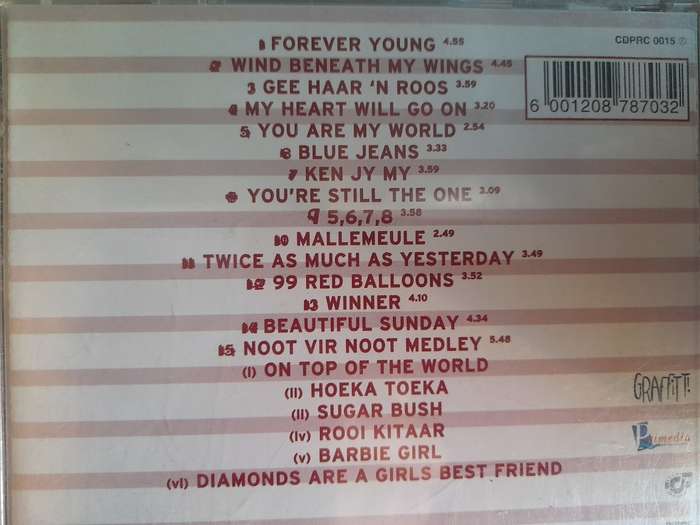 1 FOREVER YOUNG 4.55
CDPRC 0015
2 WIND BENEATH MY WINGS 4.45
3 GEE HAAR 'N ROOS 3.59
4 MY HEART WILL GO ON 3.20
6 001208 787032
5 YOU ARE MY WORLD 2.54
6 BLUE JEANS 3.33
7 KEN JY MY 3.59
8 YOU'RE STILL THE ONE 3.09
9 5,6,7,8 3.58
10 MALLEMEULE 2.49
11 TWICE AS MUCH AS YESTERDAY 3.49
12 99 RED BALLOONS 3.52
13 WINNER 4.10
14 BEAUTIFUL SUNDAY 4.34
15 NOOT VIR NOOT MEDLEY 5.48
(I) ON TOP OF THE WORLD
(II) HOEKA TOEKA
(II) SUGAR BUSH
(IV) ROOI KITAAR
(V) BARBIE GIRL
(VI) DIAMONDS ARE A GIRLS BEST FRIEND
GRAFFITTI
Primedia